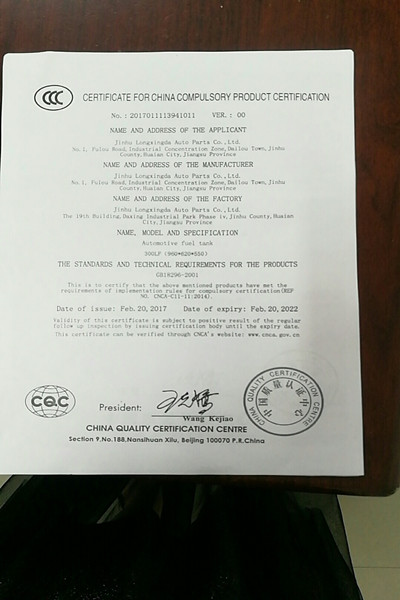 CCC
CERTIFICATE FOR CHINA COMPULSORY PRODUCT CERTIFICATION
No.: 2017011113941011 VER.: 00
NAME AND ADDRESS OF THE APPLICANT
Jinhu Longxingda Auto Parts Co., Ltd.
No.1, Fulou Road, Industrial Concentration Zone, Dailou Town, Jinhu
County, Huaian City, Jiangsu Province
NAME AND ADDRESS OF THE MANUFACTURER
Jinhu Longxingda Auto Parts Co., Ltd.
No.1, Fulou Road, Industrial Concentration Zone, Dailou Town, Jinhu
County, Huaian City, Jiangsu Province
NAME AND ADDRESS OF THE FACTORY
Jinhu Longxingda Auto Parts Co., Ltd.
The 19th Building, Daxing Industrial Park Phase iv, Jinhu County, Huaian
City, Jiangsu Province
NAME, MODEL AND SPECIFICATION
Automotive fuel tank
300LF (960*620*550)
THE STANDARDS AND TECHNICAL REQUIREMENTS FOR THE PRODUCTS
GB18296-2001
This is to certify that the above mentioned products have met the
requirements of implementation rules for compulsory certification(REF
NO. CNCA-C11-11:2014).
Date of issue: Feb. 20, 2017 Date of expiry: Feb. 20, 2022
Validity of this certificate is subject to positive result of the regular
follow up inspection by issuing certification body until the expiry date.
This certificate can be verified through CNCA's website: www.cnca.gov.cn
CQC
President:
Wang Kejiao
CHINA QUALITY CERTIFICATION CENTRE
中国质量认证中心
CHINA QUALITY CERTIFICATION CENTRE
Section 9, No.188, Nansihuan Xilu, Beijing 100070 P.R.China